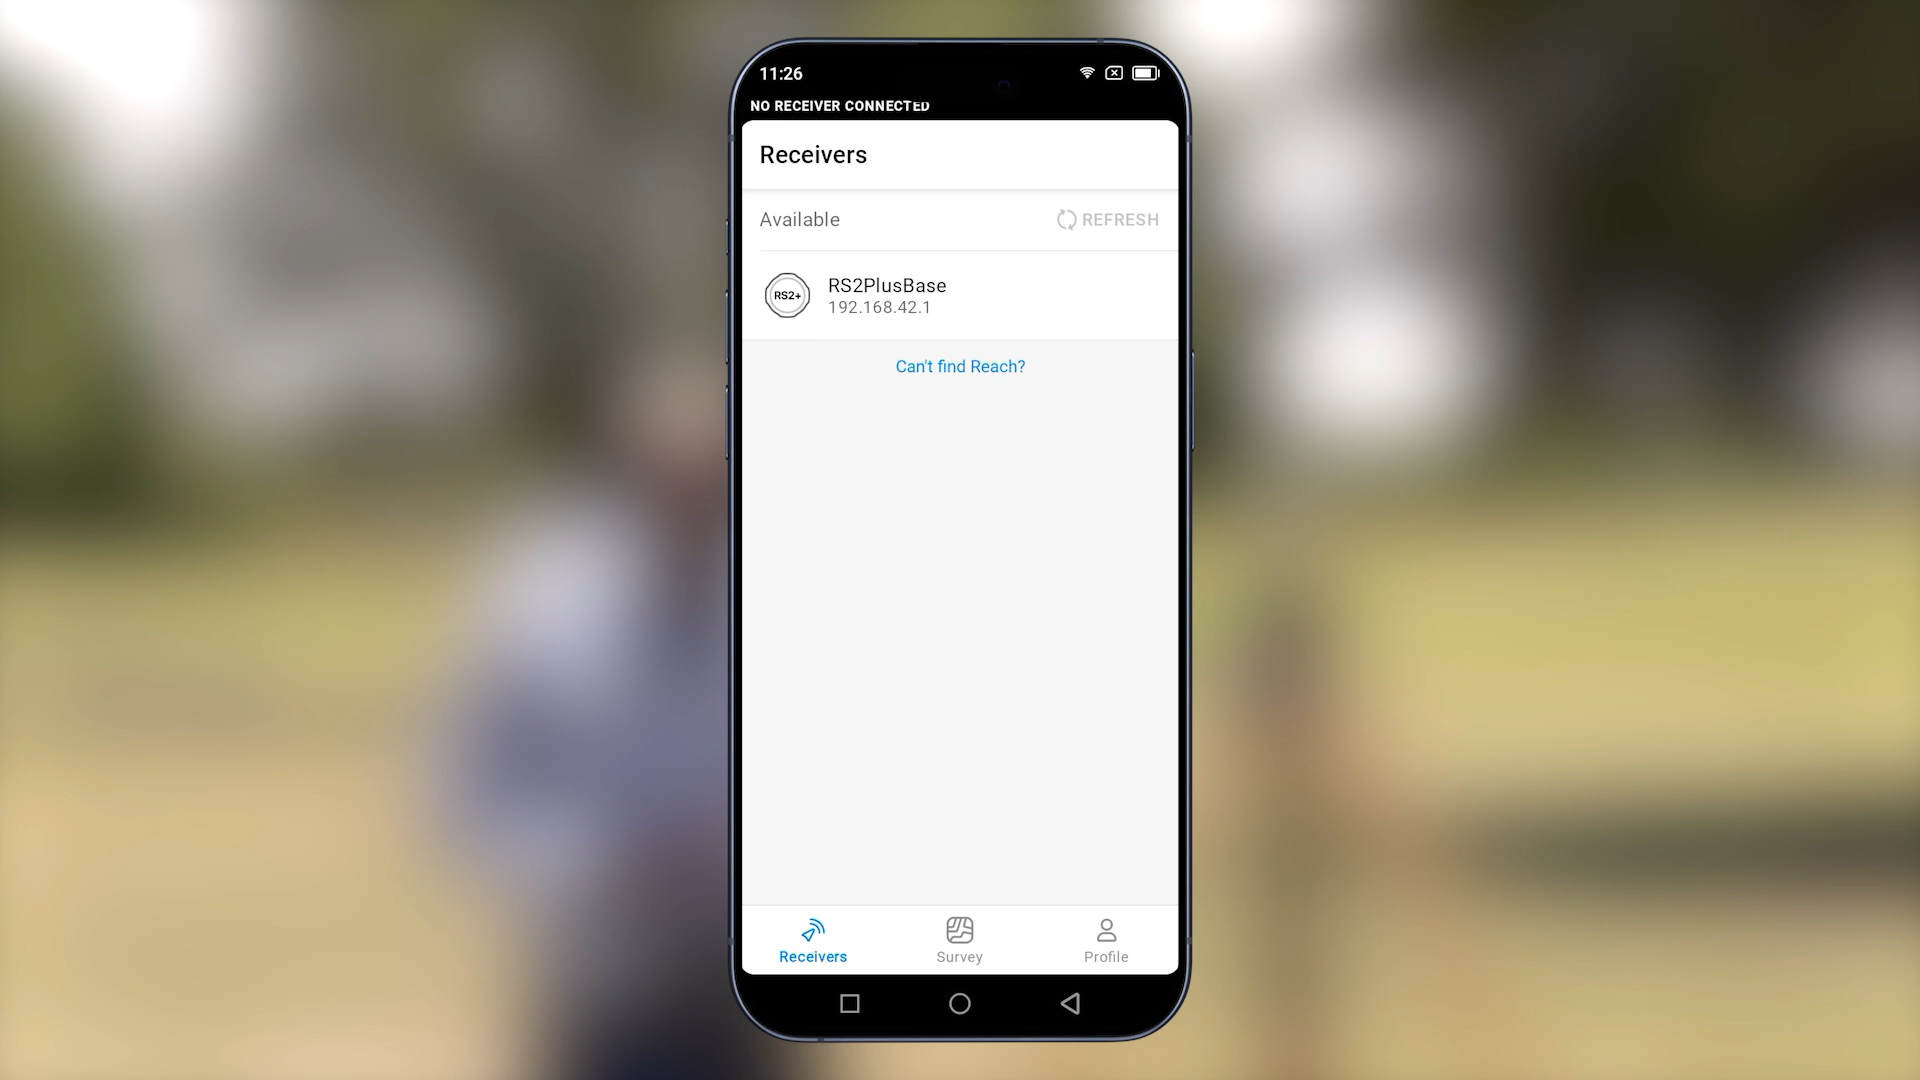 11:26
NO RECEIVER CONNECTED
Receivers
Available
REFRESH
RS2+
RS2PlusBase
192.168.42.1
Can't find Reach?
Receivers
Survey
Profile